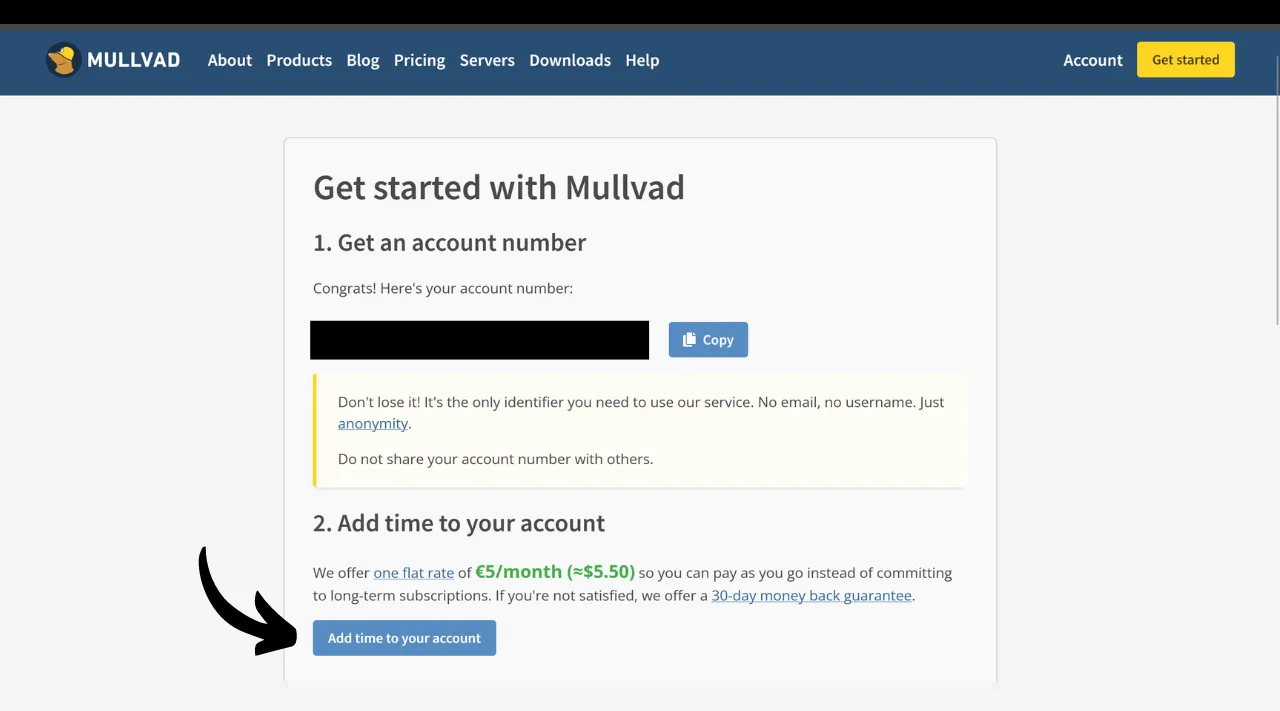 MULLVAD About Products Blog Pricing Servers Downloads Help Account Get started
Get started with Mullvad
1. Get an account number
Congrats! Here's your account number:
Copy
Don't lose it! It's the only identifier you need to use our service. No email, no username. Just
anonymity.
Do not share your account number with others.
2. Add time to your account
We offer one flat rate of €5/month (≈$5.50) so you can pay as you go instead of committing
to long-term subscriptions. If you're not satisfied, we offer a 30-day money back guarantee.
Add time to your account